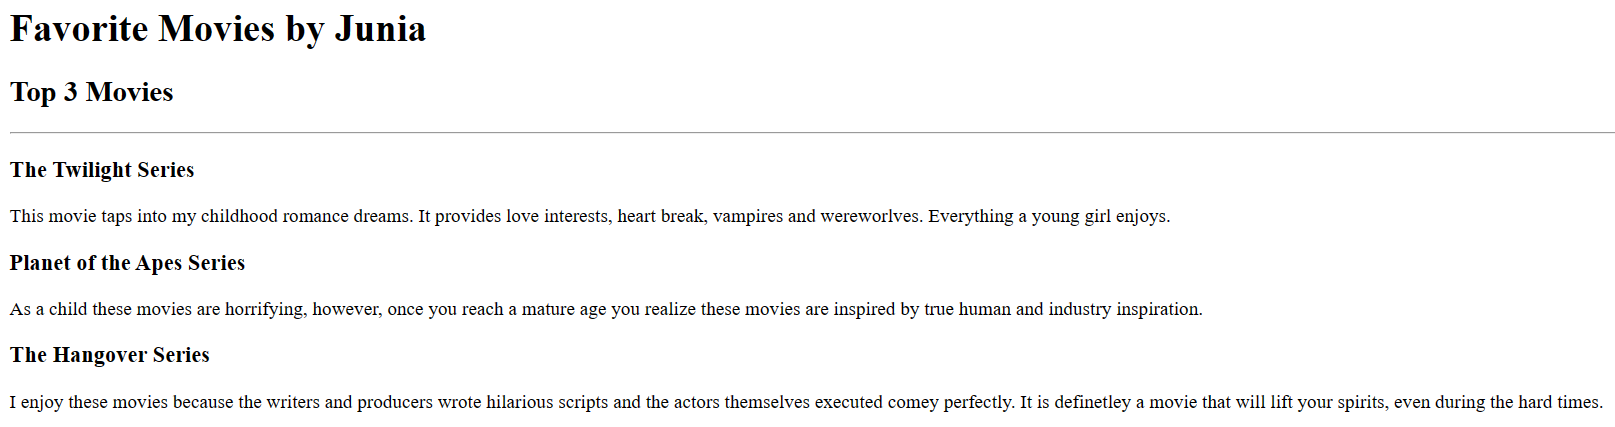 Favorite Movies by Junia
Top 3 Movies
The Twilight Series
This movie taps into my childhood romance dreams. It provides love interests, heart break, vampires and wereworlves. Everything a young girl enjoys.
Planet of the Apes Series
As a child these movies are horrifying, however, once you reach a mature age you realize these movies are inspired by true human and industry inspiration.
The Hangover Series
I enjoy these movies because the writers and producers wrote hilarious scripts and the actors themselves executed comey perfectly. It is definetley a movie that will lift your spirits, even during the hard times.